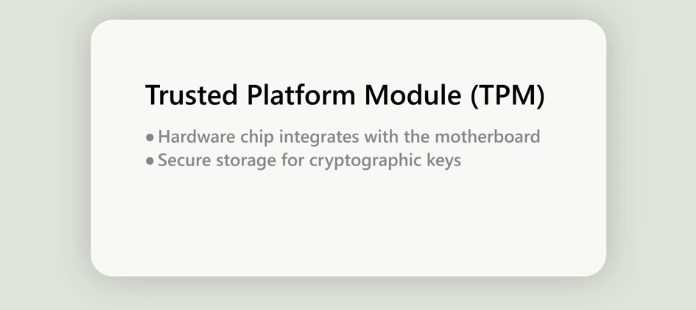 Trusted Platform Module (TPM)
● Hardware chip integrates with the motherboard
● Secure storage for cryptographic keys